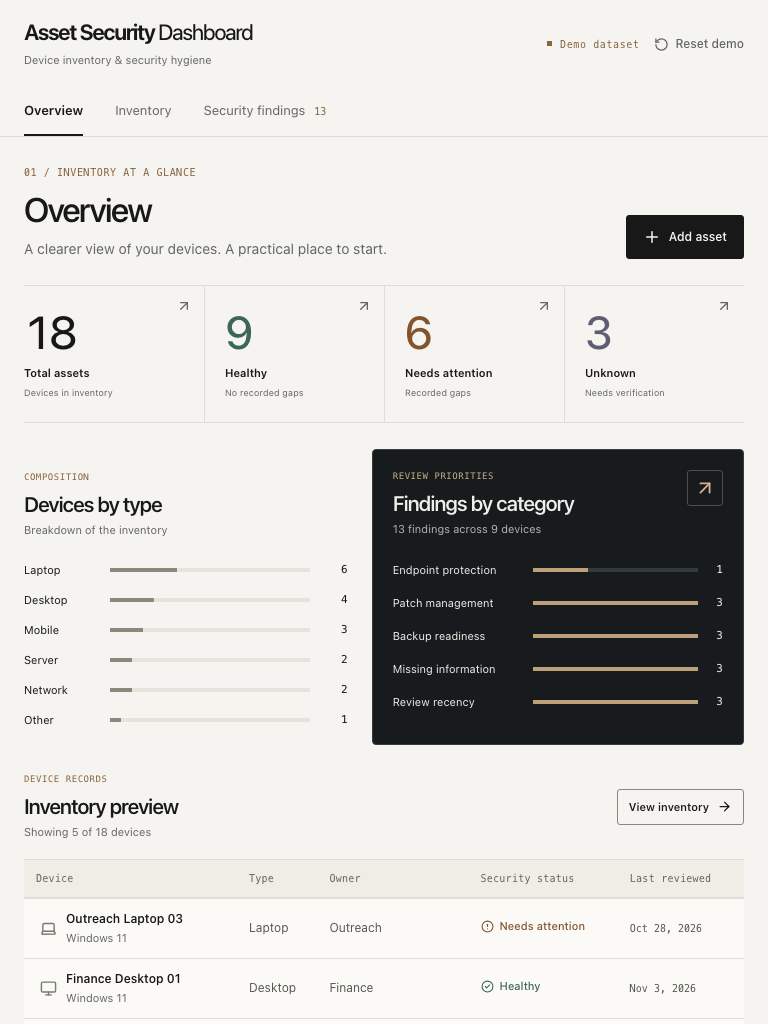 Asset Security Dashboard
Device inventory & security hygiene
Demo dataset
Reset demo
Overview
Inventory
Security findings 13
01 / INVENTORY AT A GLANCE
Overview
A clearer view of your devices. A practical place to start.
Add asset
18
Total assets
Devices in inventory
9
Healthy
No recorded gaps
6
Needs attention
Recorded gaps
3
Unknown
Needs verification
COMPOSITION
Devices by type
Breakdown of the inventory
Laptop 6
Desktop 4
Mobile 3
Server 2
Network 2
Other 1
REVIEW PRIORITIES
Findings by category
13 findings across 9 devices
Endpoint protection 1
Patch management 3
Backup readiness 3
Missing information 3
Review recency 3
DEVICE RECORDS
Inventory preview
Showing 5 of 18 devices
View inventory
Device Type Owner Security status Last reviewed
Outreach Laptop 03
Windows 11
Laptop Outreach Needs attention Oct 28, 2026
Finance Desktop 01
Windows 11
Desktop Finance Healthy Nov 3, 2026